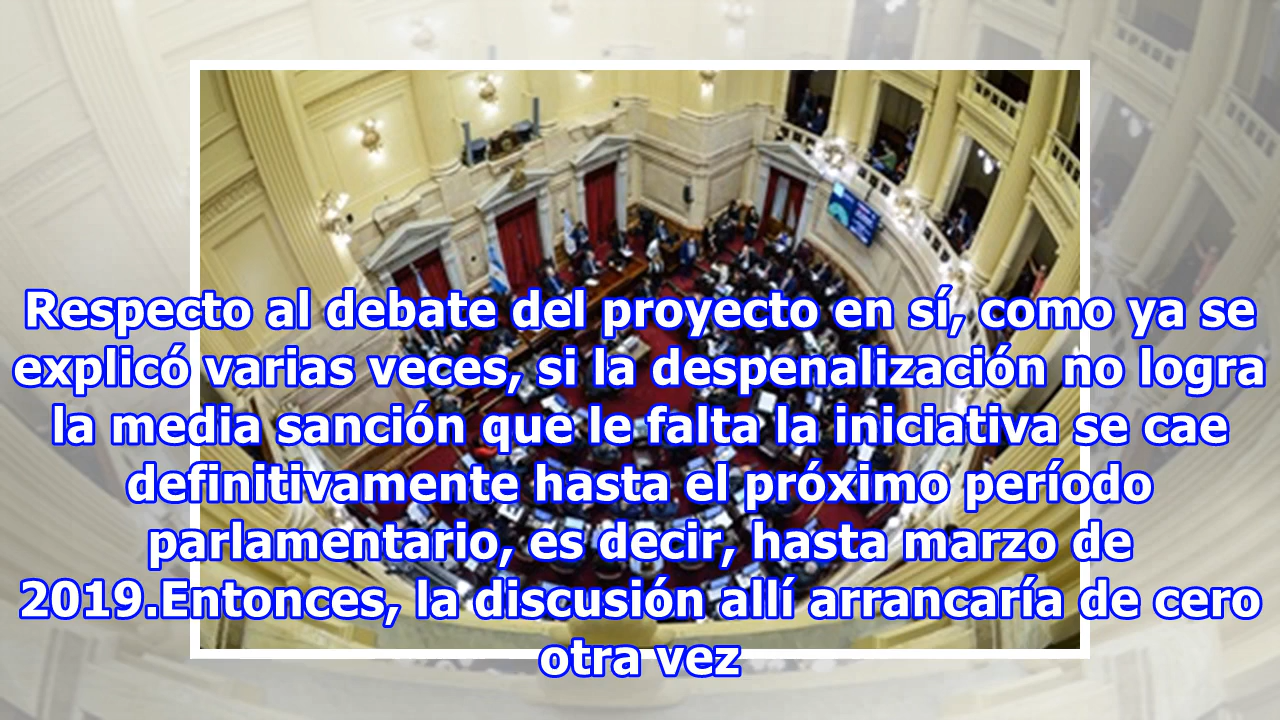 Respecto al debate del proyecto en sí, como ya se
explicó varias veces, si la despenalización no logra
la media sanción que le falta la iniciativa se cae
definitivamente hasta el próximo período
parlamentario, es decir, hasta marzo de
2019.Entonces, la discusión allí arrancaría de cero
otra vez